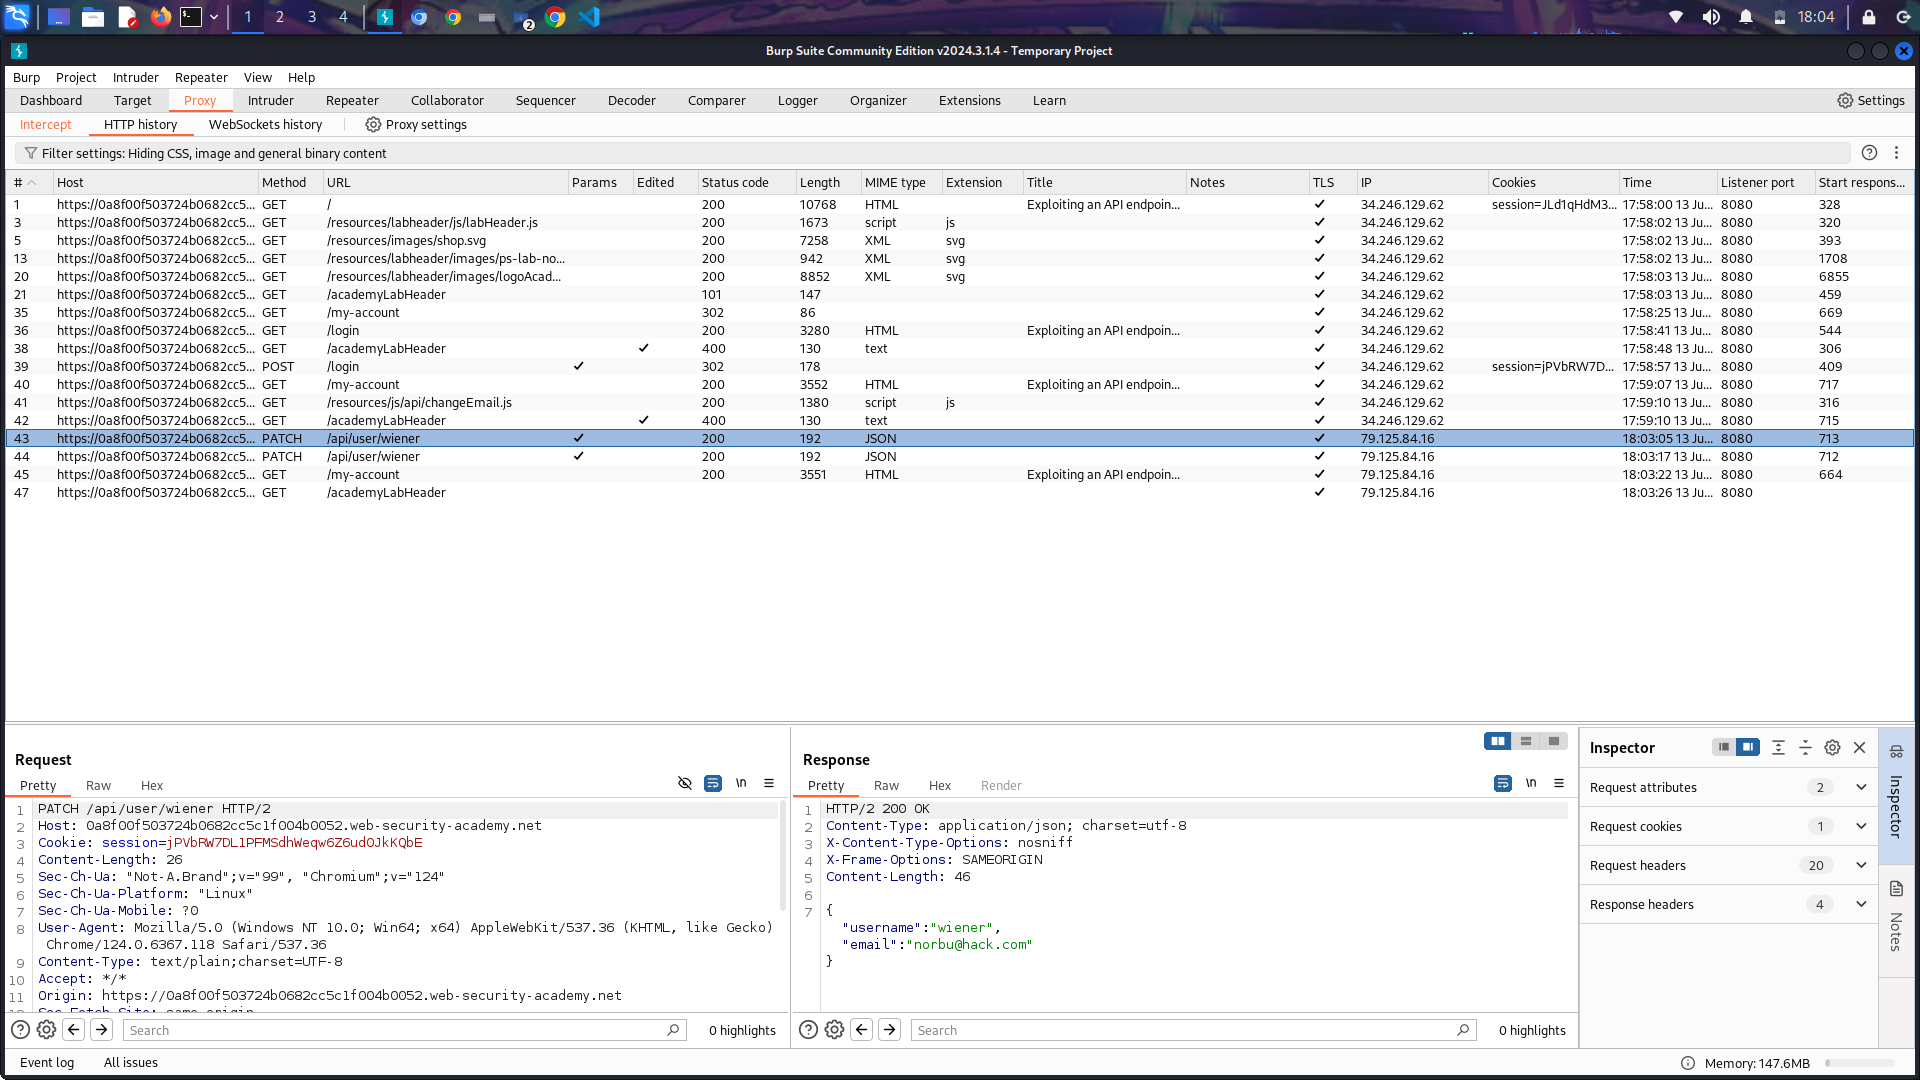 1 2 3 4 2 18:04
Burp Suite Community Edition v2024.3.1.4 - Temporary Project
Burp Project Intruder Repeater View Help
Dashboard Target Proxy Intruder Repeater Collaborator Sequencer Decoder Comparer Logger Organizer Extensions Learn Settings
Intercept HTTP history WebSockets history Proxy settings
Filter settings: Hiding CSS, image and general binary content
# Host Method URL Params Edited Status code Length MIME type Extension Title Notes TLS IP Cookies Time Listener port Start respons...
1 https://0a8f00f503724b0682cc5... GET / 200 10768 HTML Exploiting an API endpoin... ✓ 34.246.129.62 session=JLd1qHdM3... 17:58:00 13 Ju... 8080 328
3 https://0a8f00f503724b0682cc5... GET /resources/labheader/js/labHeader.js 200 1673 script js ✓ 34.246.129.62 17:58:02 13 Ju... 8080 320
5 https://0a8f00f503724b0682cc5... GET /resources/images/shop.svg 200 7258 XML svg ✓ 34.246.129.62 17:58:02 13 Ju... 8080 393
13 https://0a8f00f503724b0682cc5... GET /resources/labheader/images/ps-lab-no... 200 942 XML svg ✓ 34.246.129.62 17:58:02 13 Ju... 8080 1708
20 https://0a8f00f503724b0682cc5... GET /resources/labheader/images/logoAcad... 200 8852 XML svg ✓ 34.246.129.62 17:58:03 13 Ju... 8080 6855
21 https://0a8f00f503724b0682cc5... GET /academyLabHeader 101 147 ✓ 34.246.129.62 17:58:03 13 Ju... 8080 459
35 https://0a8f00f503724b0682cc5... GET /my-account 302 86 ✓ 34.246.129.62 17:58:25 13 Ju... 8080 669
36 https://0a8f00f503724b0682cc5... GET /login 200 3280 HTML Exploiting an API endpoin... ✓ 34.246.129.62 17:58:41 13 Ju... 8080 544
38 https://0a8f00f503724b0682cc5... GET /academyLabHeader ✓ 400 130 text ✓ 34.246.129.62 17:58:48 13 Ju... 8080 306
39 https://0a8f00f503724b0682cc5... POST /login ✓ 302 178 ✓ 34.246.129.62 session=jPVbRW7D... 17:58:57 13 Ju... 8080 409
40 https://0a8f00f503724b0682cc5... GET /my-account 200 3552 HTML Exploiting an API endpoin... ✓ 34.246.129.62 17:59:07 13 Ju... 8080 717
41 https://0a8f00f503724b0682cc5... GET /resources/js/api/changeEmail.js 200 1380 script js ✓ 34.246.129.62 17:59:10 13 Ju... 8080 316
42 https://0a8f00f503724b0682cc5... GET /academyLabHeader ✓ 400 130 text ✓ 34.246.129.62 17:59:10 13 Ju... 8080 715
43 https://0a8f00f503724b0682cc5... PATCH /api/user/wiener ✓ 200 192 JSON ✓ 79.125.84.16 18:03:05 13 Ju... 8080 713
44 https://0a8f00f503724b0682cc5... PATCH /api/user/wiener ✓ 200 192 JSON ✓ 79.125.84.16 18:03:17 13 Ju... 8080 712
45 https://0a8f00f503724b0682cc5... GET /my-account 200 3551 HTML Exploiting an API endpoin... ✓ 79.125.84.16 18:03:22 13 Ju... 8080 664
47 https://0a8f00f503724b0682cc5... GET /academyLabHeader ✓ 79.125.84.16 18:03:26 13 Ju... 8080
Request
Pretty Raw Hex \n
1 PATCH /api/user/wiener HTTP/2
2 Host: 0a8f00f503724b0682cc5c1f004b0052.web-security-academy.net
3 Cookie: session=jPVbRW7DL1PFMSdhWeqw6Z6ud0JkKQbE
4 Content-Length: 26
5 Sec-Ch-Ua: "Not-A.Brand";v="99", "Chromium";v="124"
6 Sec-Ch-Ua-Platform: "Linux"
7 Sec-Ch-Ua-Mobile: ?0
8 User-Agent: Mozilla/5.0 (Windows NT 10.0; Win64; x64) AppleWebKit/537.36 (KHTML, like Gecko)
Chrome/124.0.6367.118 Safari/537.36
9 Content-Type: text/plain;charset=UTF-8
10 Accept: */*
11 Origin: https://0a8f00f503724b0682cc5c1f004b0052.web-security-academy.net
Search 0 highlights
Response
Pretty Raw Hex Render \n
1 HTTP/2 200 OK
2 Content-Type: application/json; charset=utf-8
3 X-Content-Type-Options: nosniff
4 X-Frame-Options: SAMEORIGIN
5 Content-Length: 46
6
7 {
"username":"wiener",
"email":"norbu@hack.com"
}
Search 0 highlights
Inspector
Request attributes 2
Request cookies 1
Request headers 20
Response headers 4
Inspector
Notes
Event log All issues Memory: 147.6MB